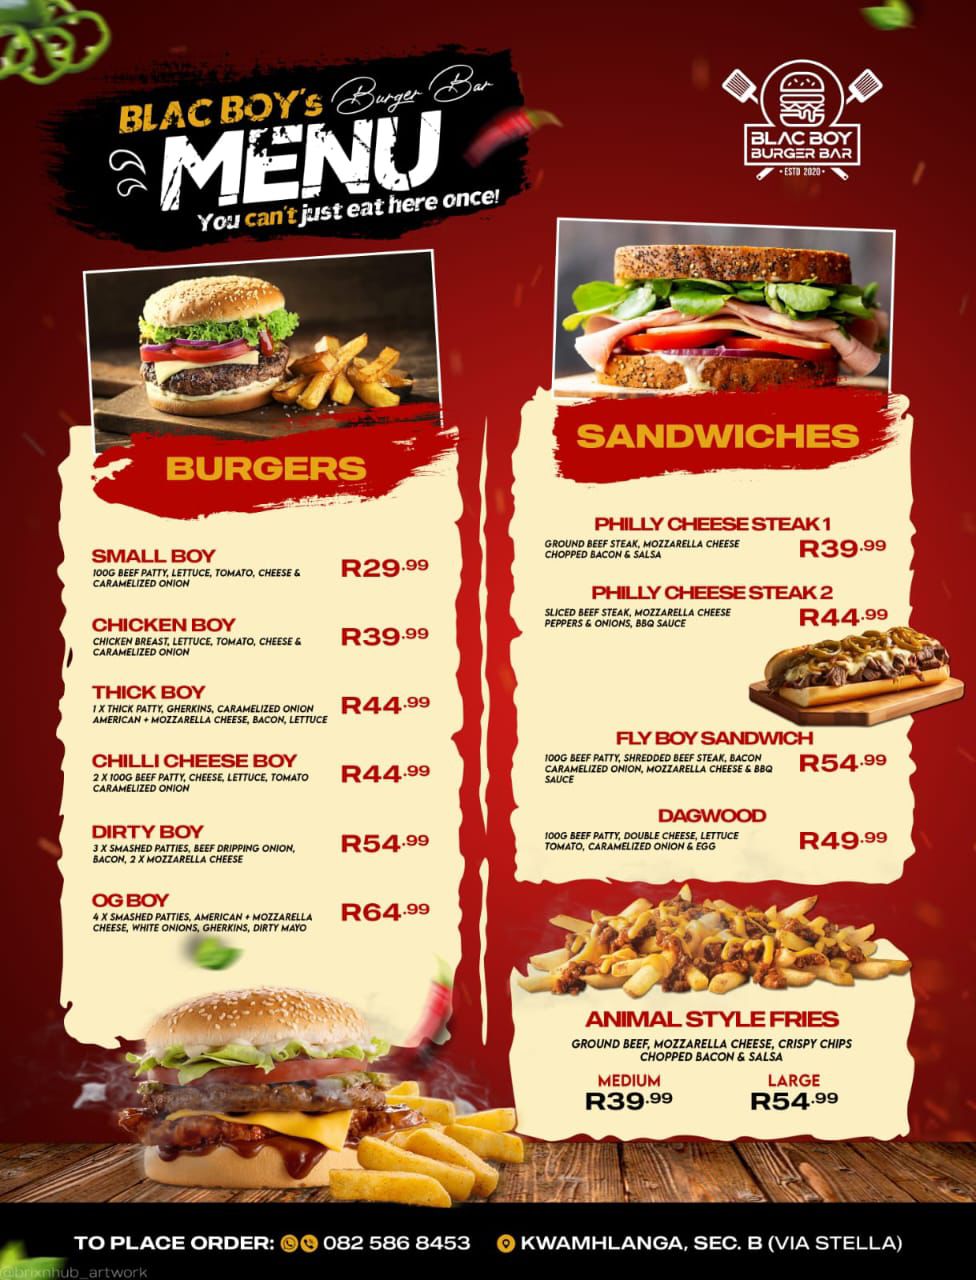 BLAC BOY's Burger Bar
MENU
You can't just eat here once!
BLAC BOY
BURGER BAR
• ESTD 2020 •
BURGERS
SMALL BOY
100G BEEF PATTY, LETTUCE, TOMATO, CHEESE &
CARAMELIZED ONION
R29.99
CHICKEN BOY
CHICKEN BREAST, LETTUCE, TOMATO, CHEESE &
CARAMELIZED ONION
R39.99
THICK BOY
1 X THICK PATTY, GHERKINS, CARAMELIZED ONION
AMERICAN + MOZZARELLA CHEESE, BACON, LETTUCE
R44.99
CHILLI CHEESE BOY
2 X 100G BEEF PATTY, CHEESE, LETTUCE, TOMATO
CARAMELIZED ONION
R44.99
DIRTY BOY
3 X SMASHED PATTIES, BEEF DRIPPING ONION,
BACON, 2 X MOZZARELLA CHEESE
R54.99
OG BOY
4 X SMASHED PATTIES, AMERICAN + MOZZARELLA
CHEESE, WHITE ONIONS, GHERKINS, DIRTY MAYO
R64.99
SANDWICHES
PHILLY CHEESE STEAK 1
GROUND BEEF STEAK, MOZZARELLA CHEESE
CHOPPED BACON & SALSA
R39.99
PHILLY CHEESE STEAK 2
SLICED BEEF STEAK, MOZZARELLA CHEESE
PEPPERS & ONIONS, BBQ SAUCE
R44.99
FLY BOY SANDWICH
100G BEEF PATTY, SHREDDED BEEF STEAK, BACON
CARAMELIZED ONION, MOZZARELLA CHEESE & BBQ
SAUCE
R54.99
DAGWOOD
100G BEEF PATTY, DOUBLE CHEESE, LETTUCE
TOMATO, CARAMELIZED ONION & EGG
R49.99
ANIMAL STYLE FRIES
GROUND BEEF, MOZZARELLA CHEESE, CRISPY CHIPS
CHOPPED BACON & SALSA
MEDIUM LARGE
R39.99 R54.99
TO PLACE ORDER: 082 586 8453 KWAMHLANGA, SEC. B (VIA STELLA)
@brixnhub_artwork